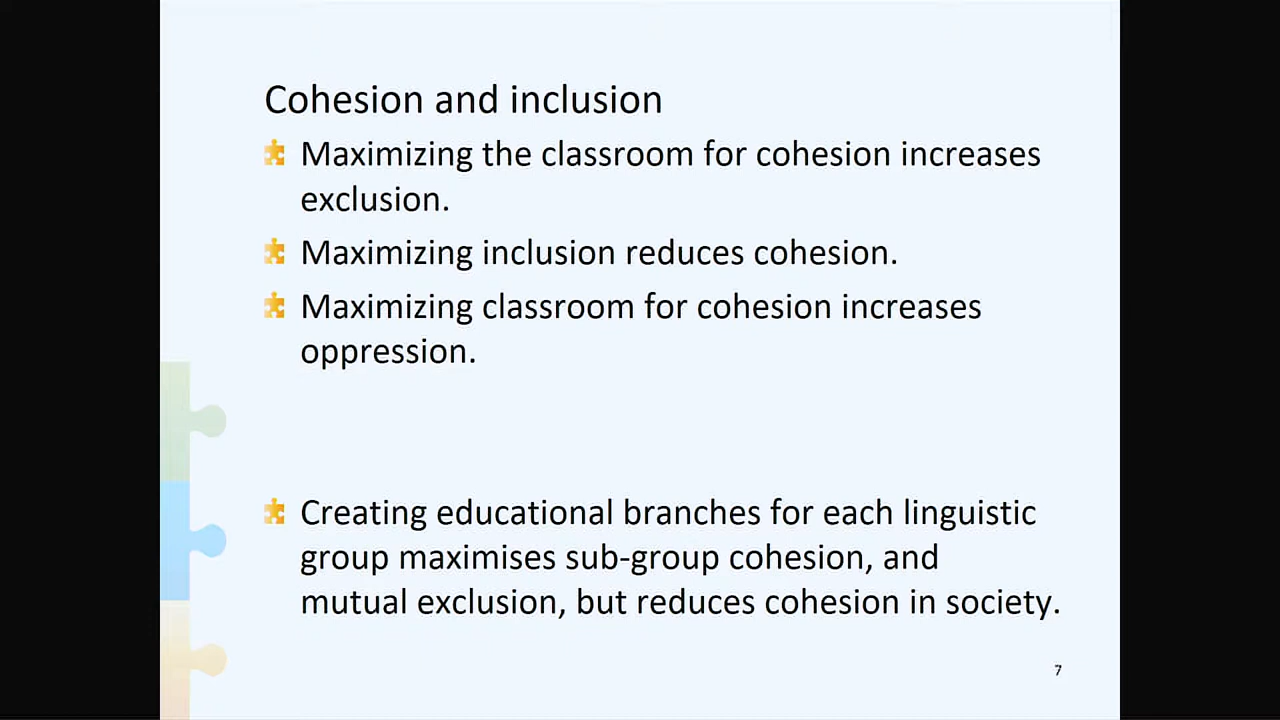 Cohesion and inclusion
Maximizing the classroom for cohesion increases
exclusion.
Maximizing inclusion reduces cohesion.
Maximizing classroom for cohesion increases
oppression.
Creating educational branches for each linguistic
group maximises sub-group cohesion, and
mutual exclusion, but reduces cohesion in society.
7